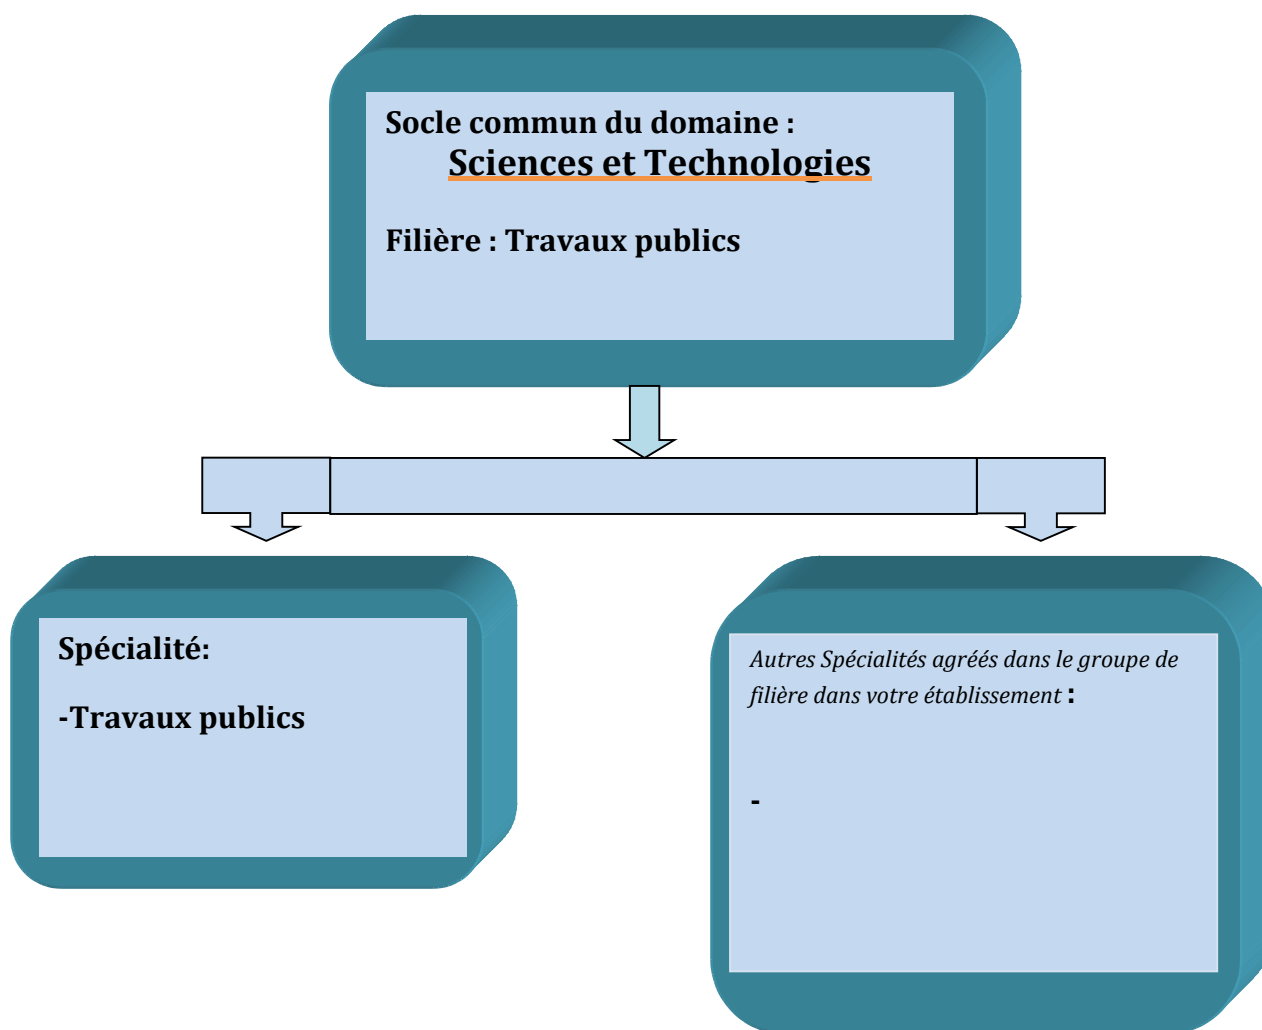 Socle commun du domaine :
Sciences et Technologies
Filière : Travaux publics
Spécialité:
-Travaux publics
Autres Spécialités agréés dans le groupe de
filière dans votre établissement :
-